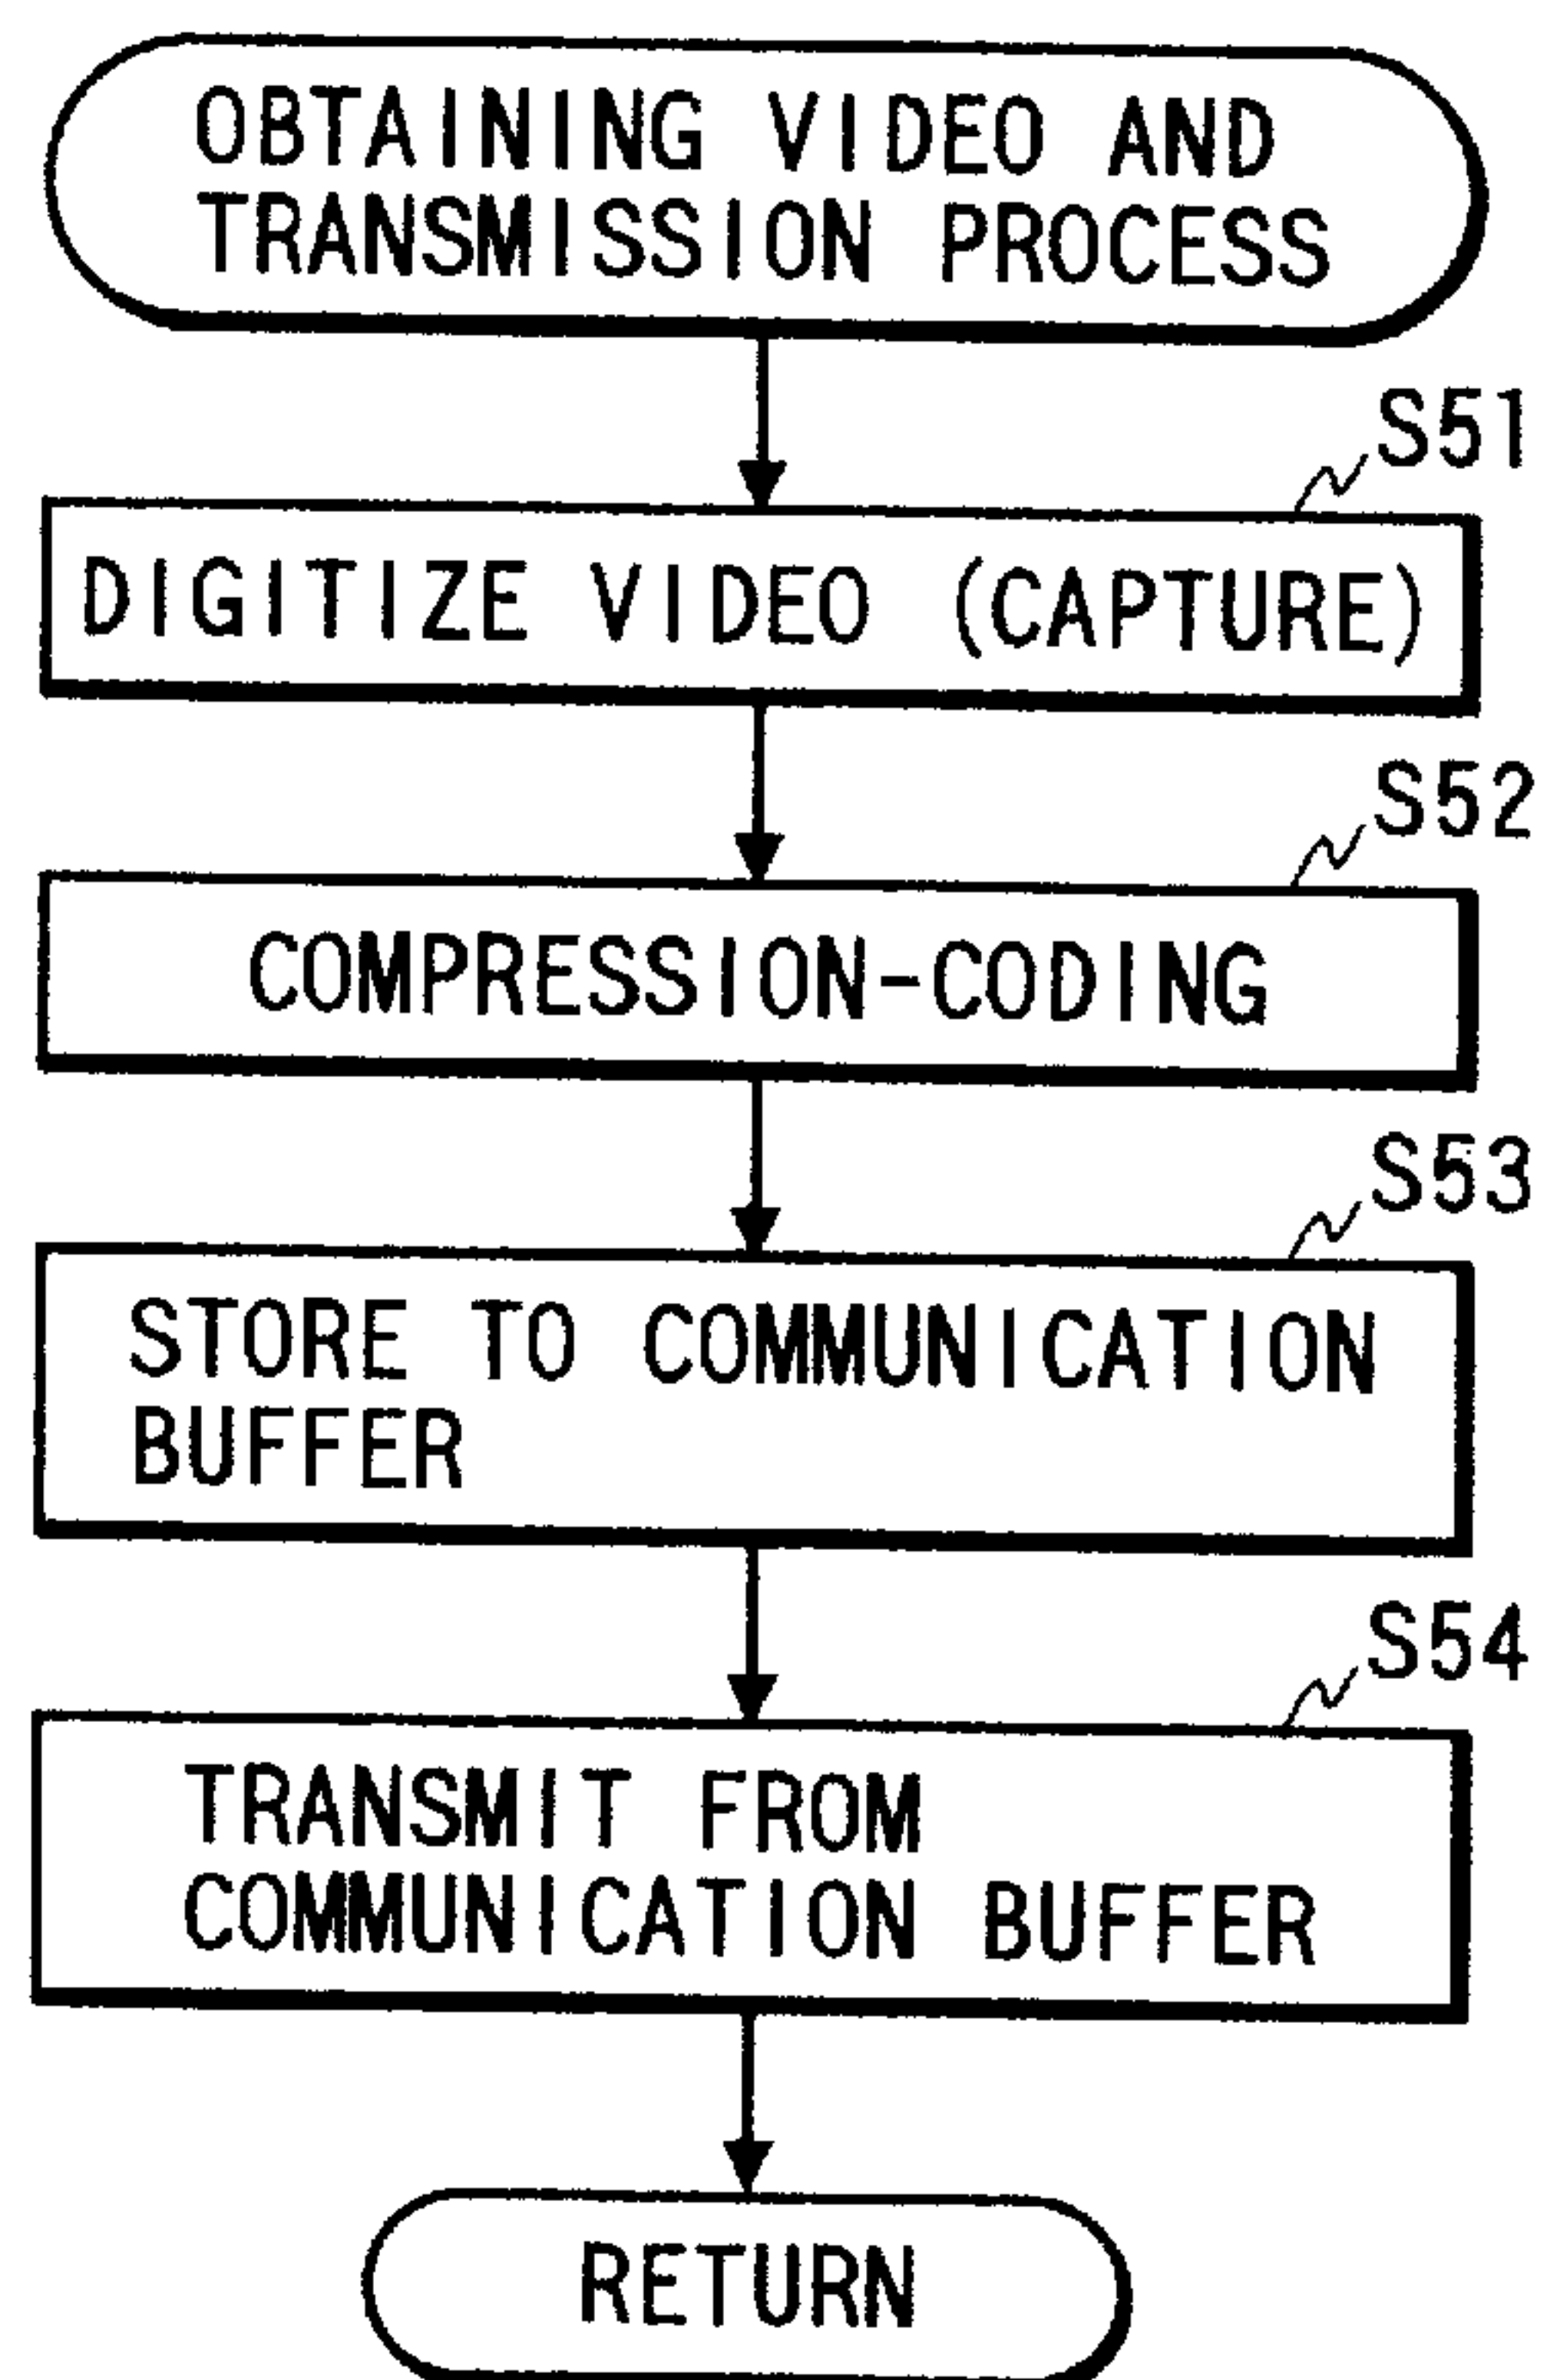 OBTAINING VIDEO AND
TRANSMISSION PROCESS
S51
DIGITIZE VIDEO (CAPTURE)
S52
COMPRESSION-CODING
S53
STORE TO COMMUNICATION
BUFFER
S54
TRANSMIT FROM
COMMUNICATION BUFFER
RETURN